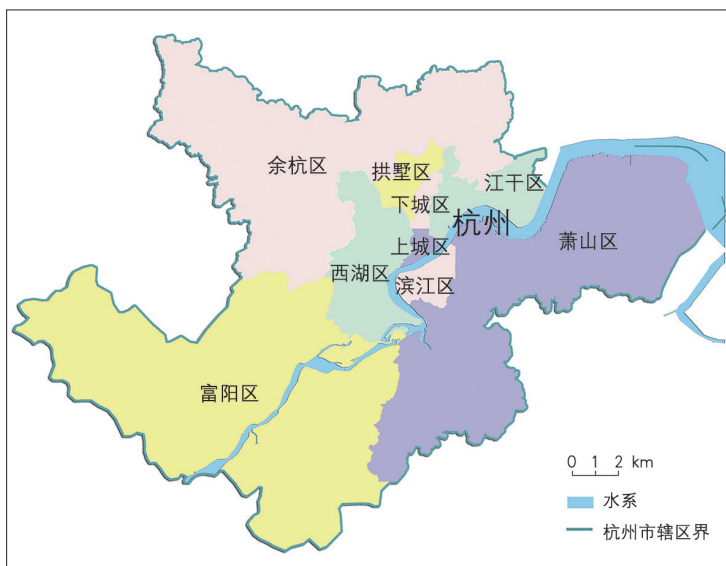 余杭区
拱墅区
江干区
下城区
杭州
上城区
萧山区
西湖区
滨江区
富阳区
0 1 2 km
水系
杭州市辖区界